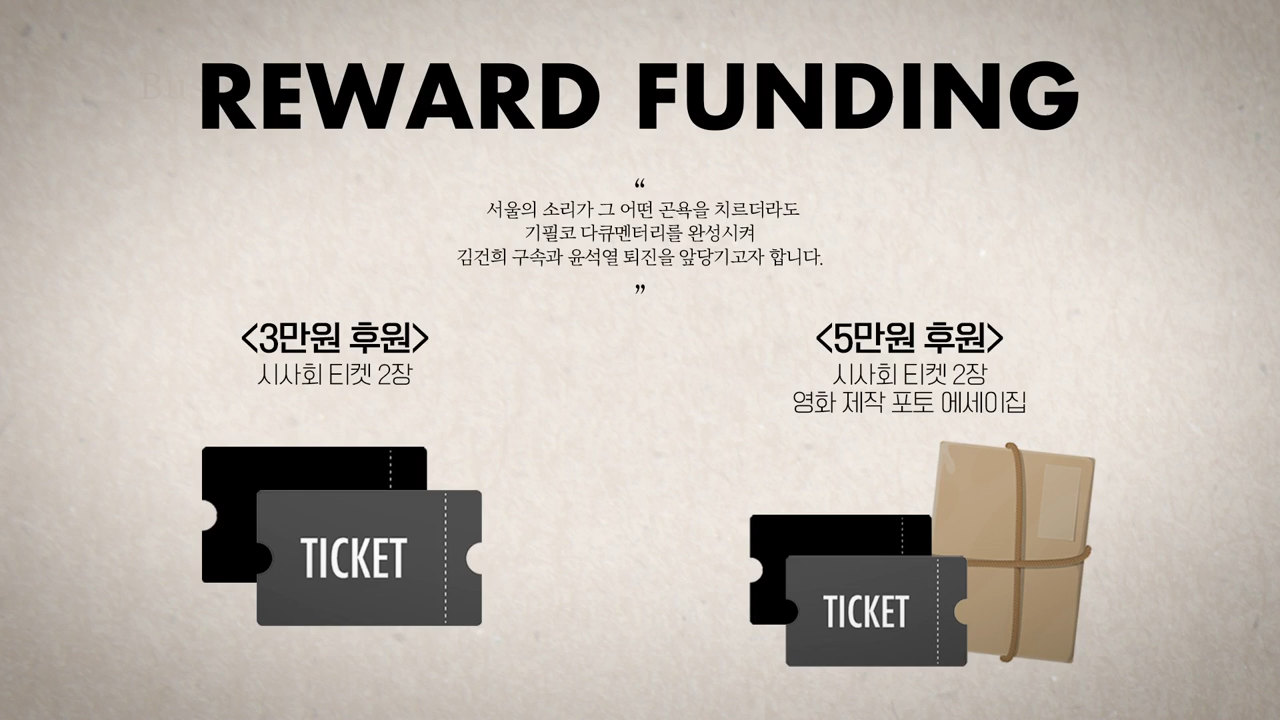 REWARD FUNDING
“
서울의 소리가 그 어떤 곤욕을 치르더라도
기필코 다큐멘터리를 완성시켜
김건희 구속과 윤석열 퇴진을 앞당기고자 합니다.
”
<3만원 후원>
시사회 티켓 2장
<5만원 후원>
시사회 티켓 2장
영화 제작 포토 에세이집
TICKET
TICKET